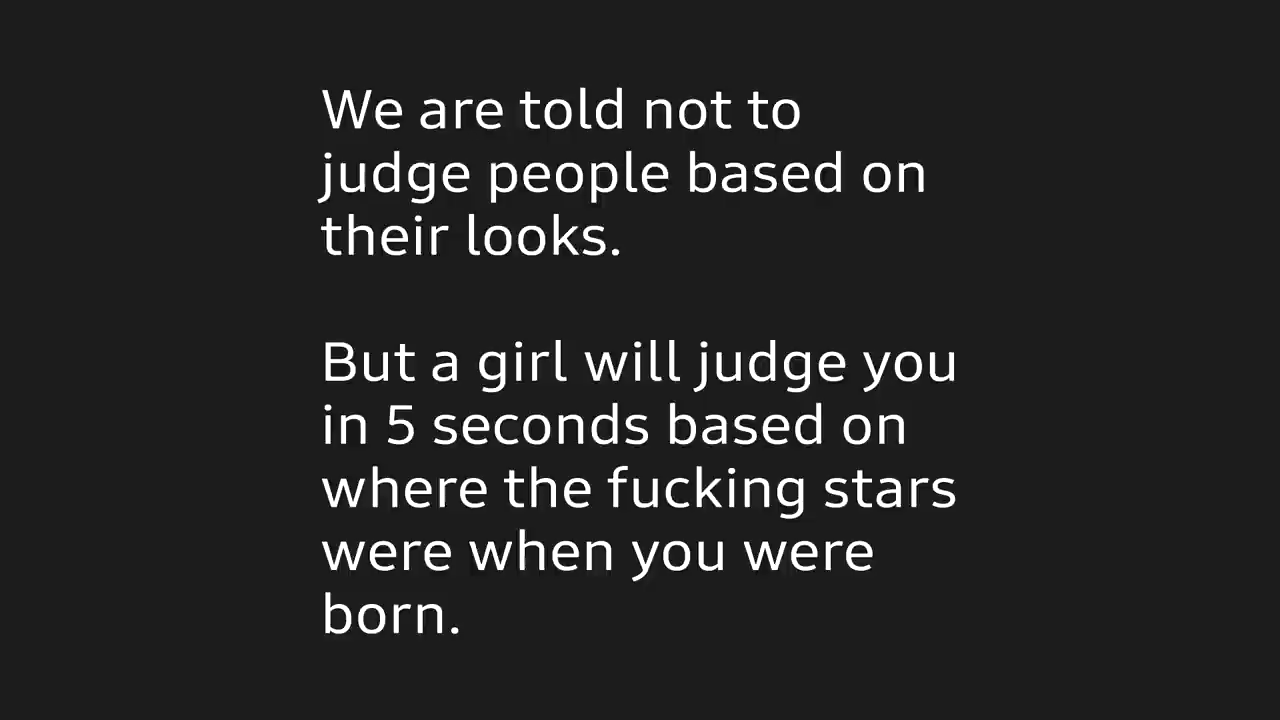 We are told not to
judge people based on
their looks.
But a girl will judge you
in 5 seconds based on
where the fucking stars
were when you were
born.